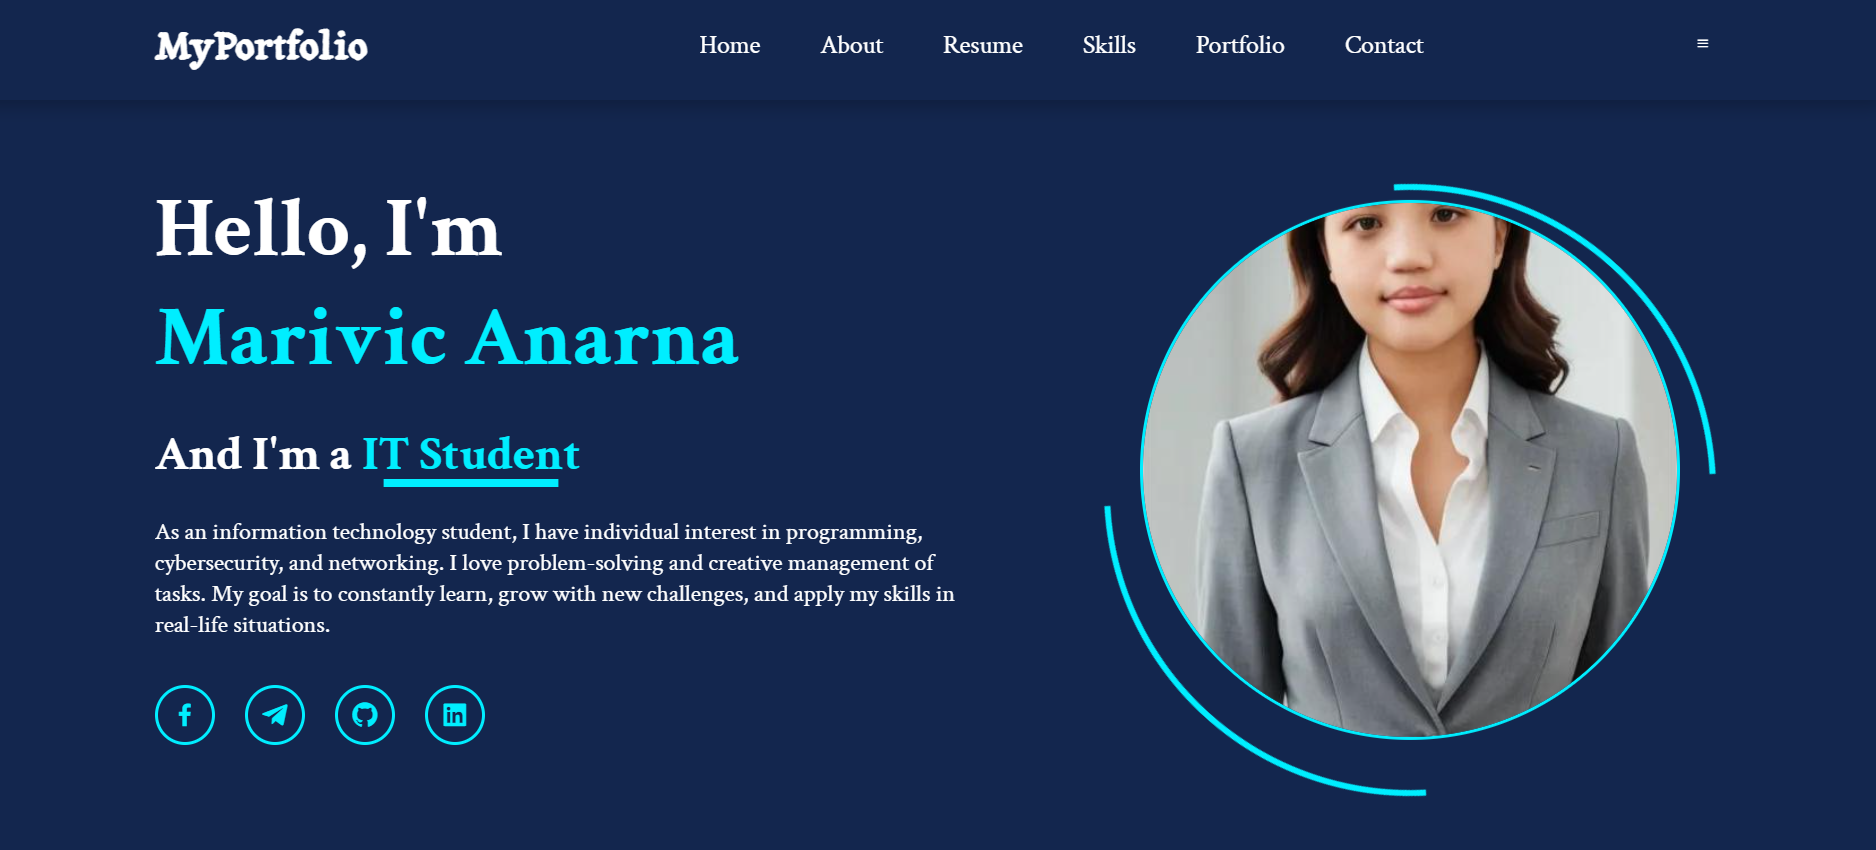 MyPortfolio
Home About Resume Skills Portfolio Contact
Hello, I'm
Marivic Anarna
And I'm a IT Student
As an information technology student, I have individual interest in programming,
cybersecurity, and networking. I love problem-solving and creative management of
tasks. My goal is to constantly learn, grow with new challenges, and apply my skills in
real-life situations.